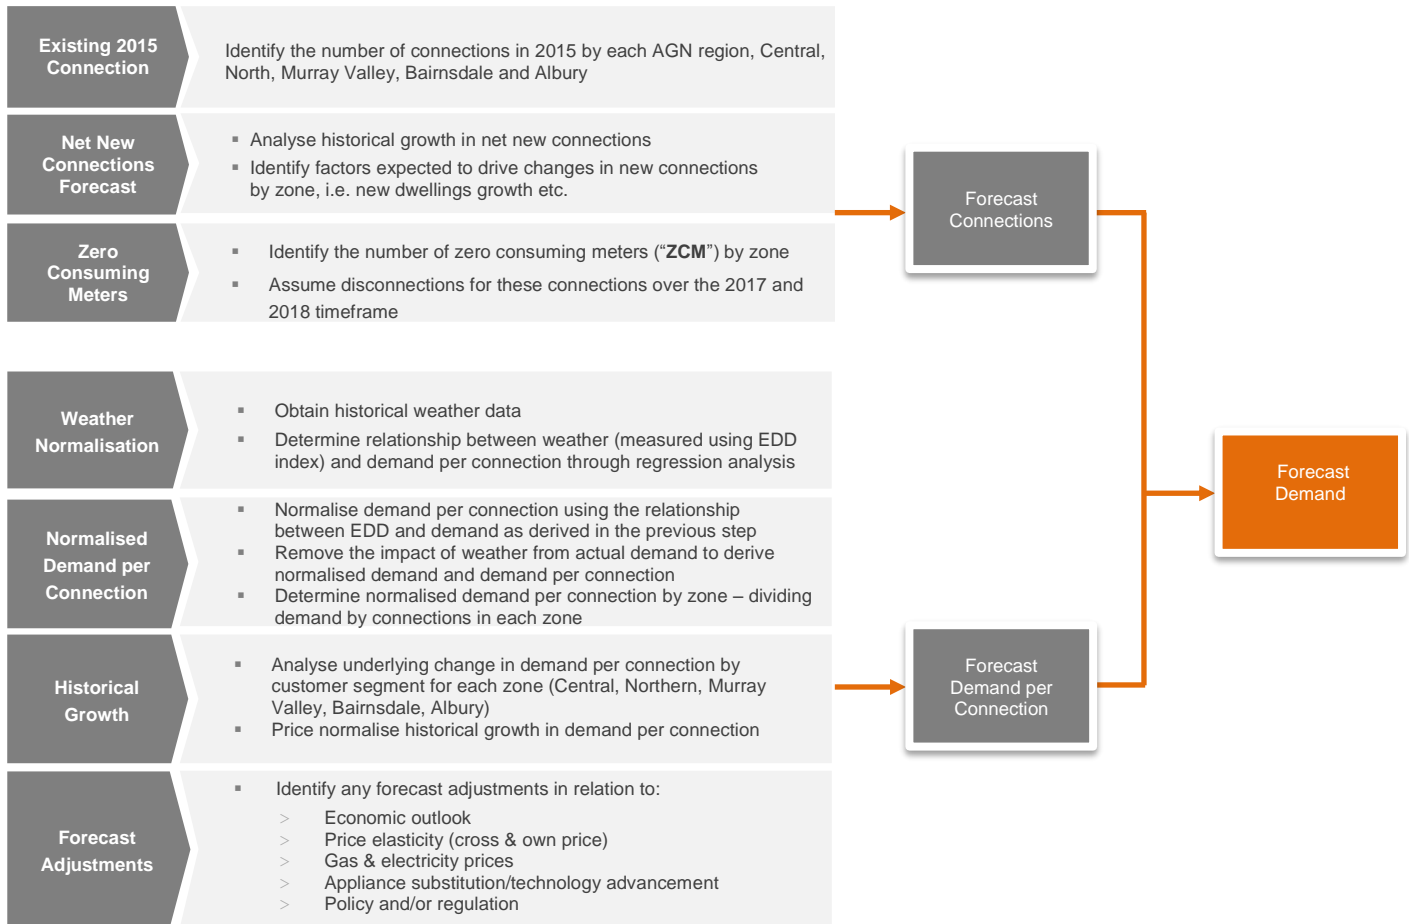 Existing 2015
Connection
Identify the number of connections in 2015 by each AGN region, Central,
North, Murray Valley, Bairnsdale and Albury
Net New
Connections
Forecast
▪ Analyse historical growth in net new connections
▪ Identify factors expected to drive changes in new connections
by zone, i.e. new dwellings growth etc.
Zero
Consuming
Meters
▪ Identify the number of zero consuming meters (“ZCM”) by zone
▪ Assume disconnections for these connections over the 2017 and
2018 timeframe
Forecast
Connections
Weather
Normalisation
▪ Obtain historical weather data
▪ Determine relationship between weather (measured using EDD
index) and demand per connection through regression analysis
Normalised
Demand per
Connection
▪ Normalise demand per connection using the relationship
between EDD and demand as derived in the previous step
▪ Remove the impact of weather from actual demand to derive
normalised demand and demand per connection
▪ Determine normalised demand per connection by zone – dividing
demand by connections in each zone
Historical
Growth
▪ Analyse underlying change in demand per connection by
customer segment for each zone (Central, Northern, Murray
Valley, Bairnsdale, Albury)
▪ Price normalise historical growth in demand per connection
Forecast
Adjustments
▪ Identify any forecast adjustments in relation to:
> Economic outlook
> Price elasticity (cross & own price)
> Gas & electricity prices
> Appliance substitution/technology advancement
> Policy and/or regulation
Forecast
Demand per
Connection
Forecast
Demand